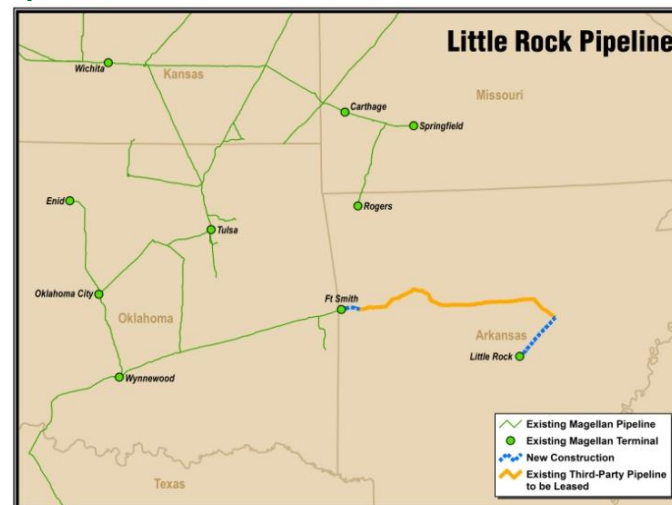 Little Rock Pipeline
Wichita
Kansas
Missouri
Carthage
Springfield
Enid
Rogers
Tulsa
Oklahoma City
Ft Smith
Oklahoma
Arkansas
Little Rock
Wynnewood
Texas
Existing Magellan Pipeline
Existing Magellan Terminal
New Construction
Existing Third-Party Pipeline
to be Leased